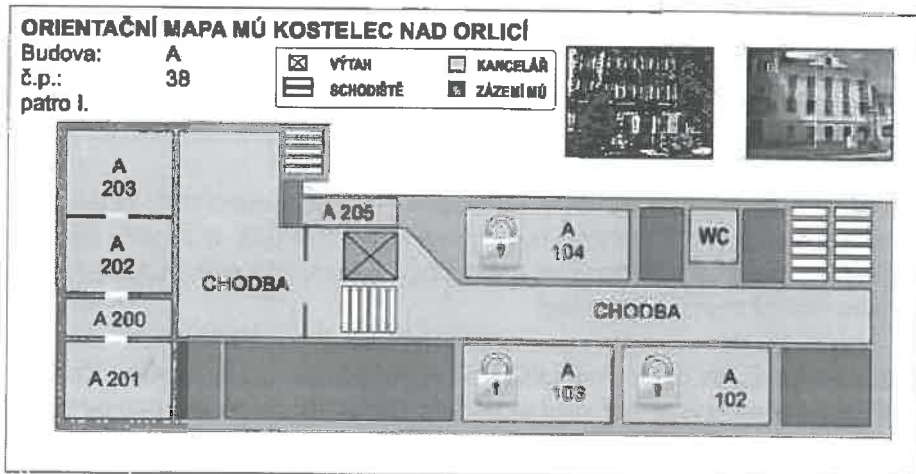 ORIENTAČNÍ MAPA MÚ KOSTELEC NAD ORLICÍ
Budova: A
č.p.: 38
patro I.
VÝTAH
KANCELÁŘ
SCHODIŠTĚ
ZÁZEMÍ MÚ
A
203
A 205
A
104
WC
A
202
CHODBA
CHODBA
A 200
A 201
A
103
A
102